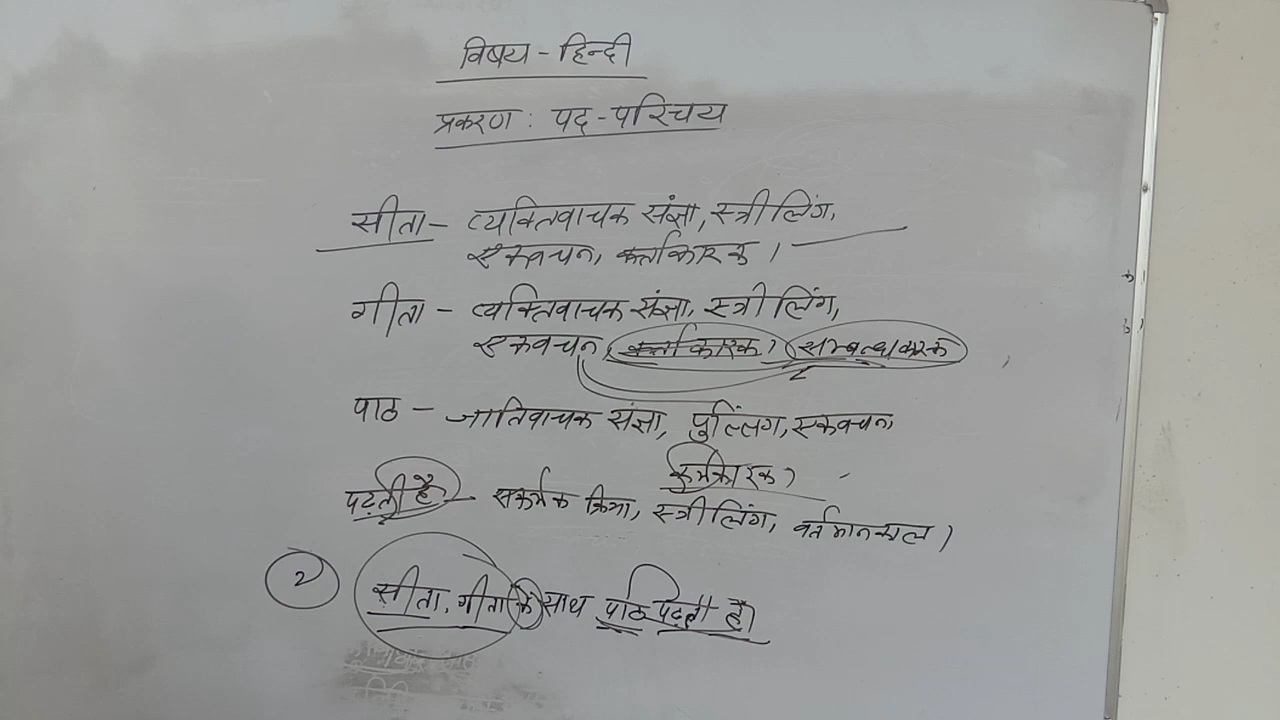 विषय - हिन्दी
प्रकरण : पद - परिचय
सीता - व्यक्तिवाचक संज्ञा, स्त्रीलिंग,
एकवचन, कर्ताकारक ।
गीता - व्यक्तिवाचक संज्ञा, स्त्रीलिंग,
एकवचन, कर्ताकारक । सम्बन्धकारक
पाठ - जातिवाचक संज्ञा, पुल्लिंग, एकवचन,
कर्मकारक ।
पढ़ती है - सकर्मक क्रिया, स्त्रीलिंग, वर्तमानकाल ।
2 सीता, गीता के साथ पाठ पढ़ती है ।